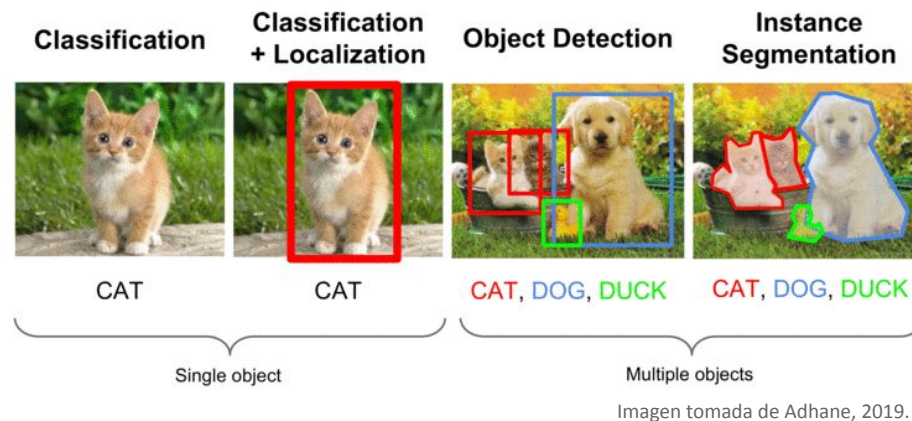 Classification
Classification
+ Localization
Object Detection
Instance
Segmentation
CAT
CAT
CAT, DOG, DUCK
CAT, DOG, DUCK
Single object
Multiple objects
Imagen tomada de Adhane, 2019.